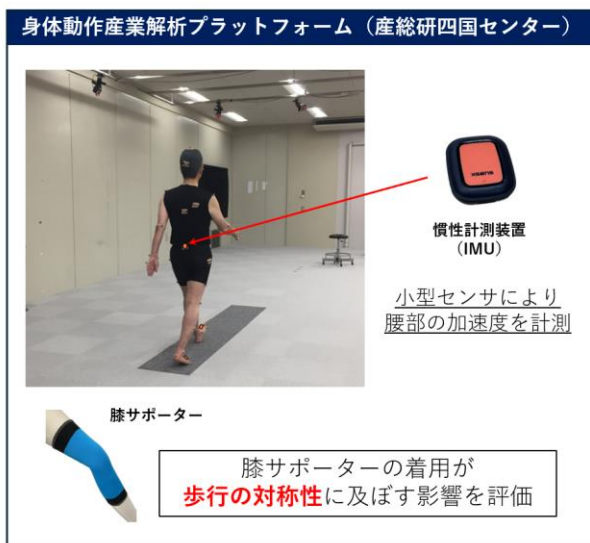 身体動作産業解析プラットフォーム（産総研四国センター）
慣性計測装置
（IMU）
小型センサにより
腰部の加速度を計測
膝サポーター
膝サポーターの着用が
歩行の対称性に及ぼす影響を評価